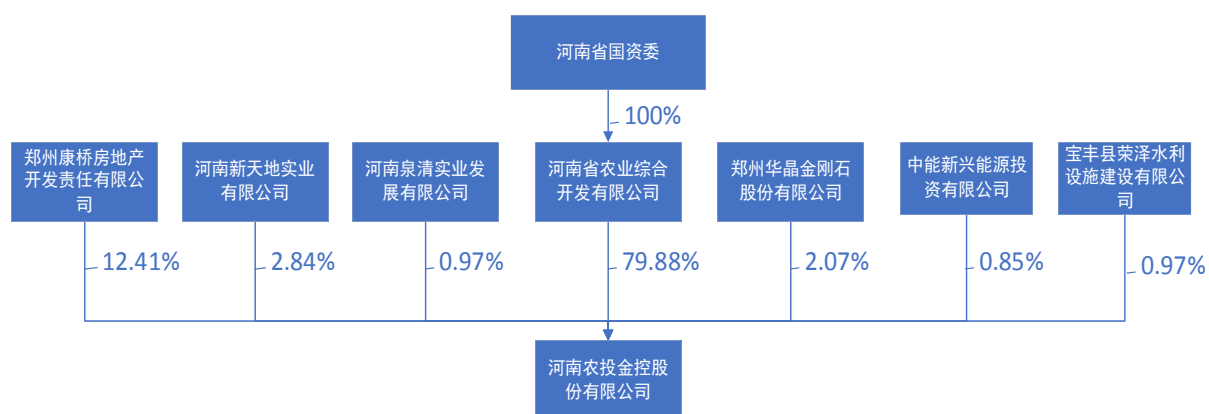 河南省国资委
100%
郑州康桥房地产
开发责任有限公
司
河南新天地实业
有限公司
河南泉清实业发
展有限公司
河南省农业综合
开发有限公司
郑州华晶金刚石
股份有限公司
中能新兴能源投
资有限公司
宝丰县荣泽水利
设施建设有限公
司
12.41%
2.84%
0.97%
79.88%
2.07%
0.85%
0.97%
河南农投金控股
份有限公司